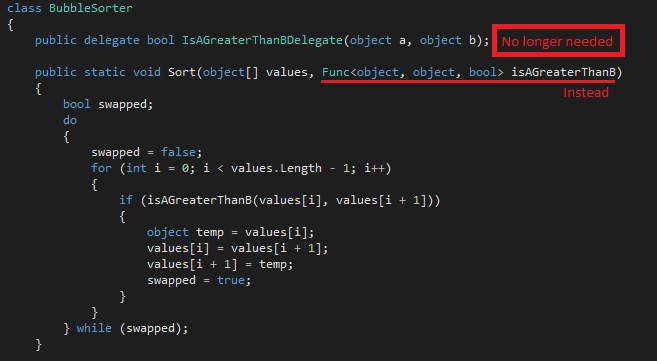 class BubbleSorter
{
public delegate bool IsAGreaterThanBDelegate(object a, object b); No longer needed
public static void Sort(object[] values, Func<object, object, bool> isAGreaterThanB)
Instead
{
bool swapped;
do
{
swapped = false;
for (int i = 0; i < values.Length - 1; i++)
{
if (isAGreaterThanB(values[i], values[i + 1]))
{
object temp = values[i];
values[i] = values[i + 1];
values[i + 1] = temp;
swapped = true;
}
}
} while (swapped);
}